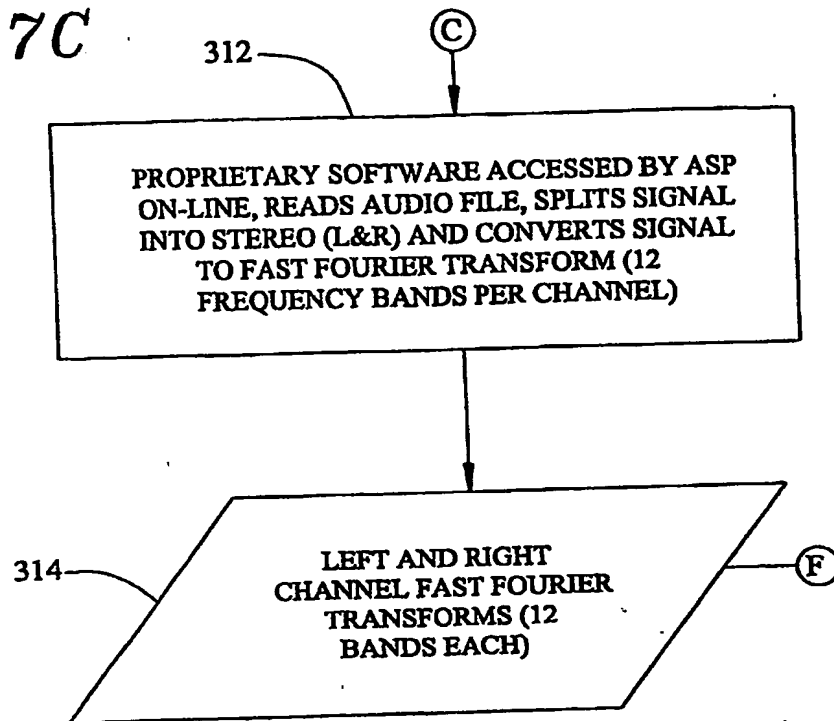 7C
C
312
PROPRIETARY SOFTWARE ACCESSED BY ASP
ON-LINE, READS AUDIO FILE, SPLITS SIGNAL
INTO STEREO (L&R) AND CONVERTS SIGNAL
TO FAST FOURIER TRANSFORM (12
FREQUENCY BANDS PER CHANNEL)
314
LEFT AND RIGHT
CHANNEL FAST FOURIER
TRANSFORMS (12
BANDS EACH)
F